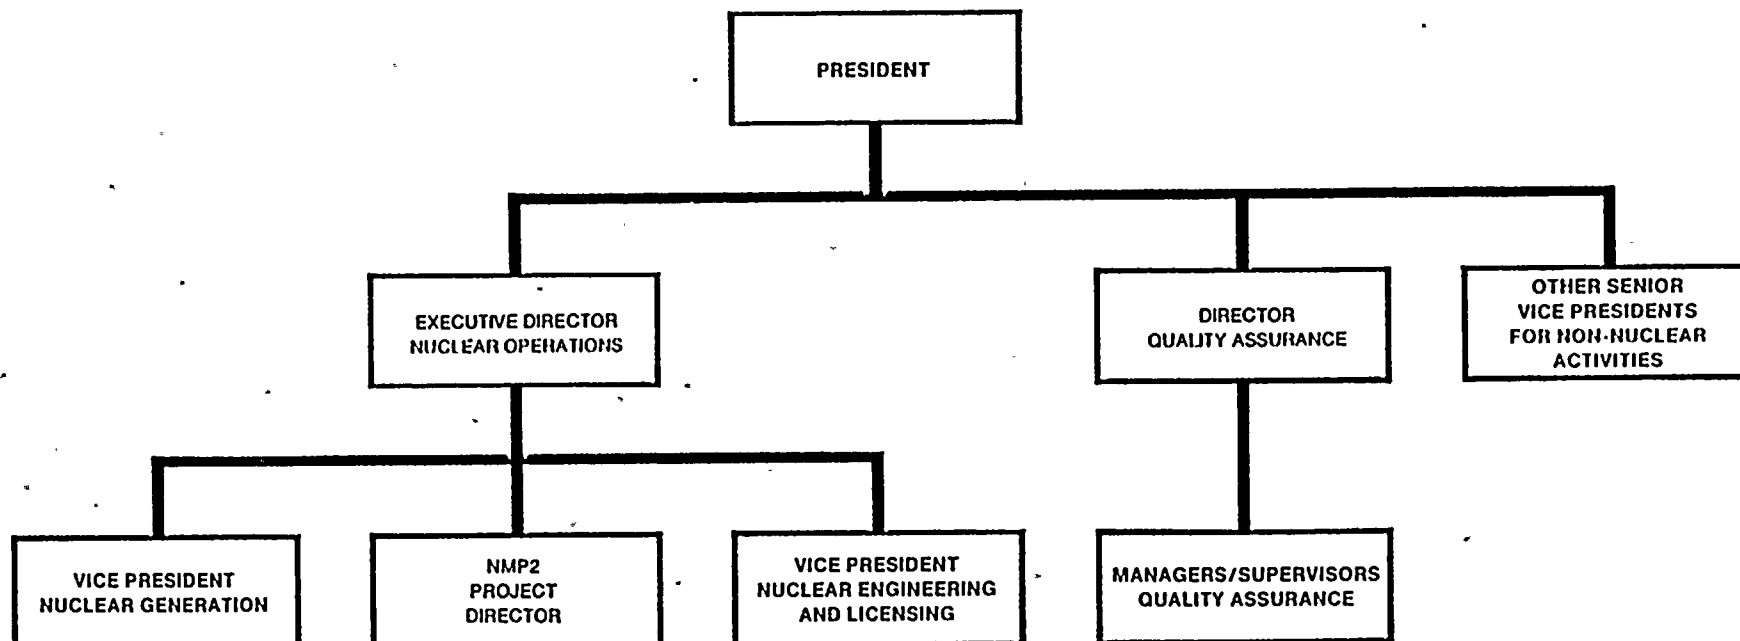 PRESIDENT
EXECUTIVE DIRECTOR
NUCLEAR OPERATIONS
DIRECTOR
QUALITY ASSURANCE
OTHER SENIOR
VICE PRESIDENTS
FOR NON-NUCLEAR
ACTIVITIES
VICE PRESIDENT
NUCLEAR GENERATION
NMP2
PROJECT
DIRECTOR
VICE PRESIDENT
NUCLEAR ENGINEERING
AND LICENSING
MANAGERS/SUPERVISORS
QUALITY ASSURANCE